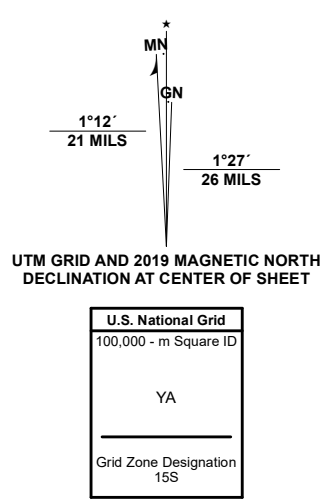 ★
MN
GN
1°12´
21 MILS
1°27´
26 MILS
UTM GRID AND 2019 MAGNETIC NORTH
DECLINATION AT CENTER OF SHEET
U.S. National Grid
100,000 - m Square ID
YA
Grid Zone Designation
15S